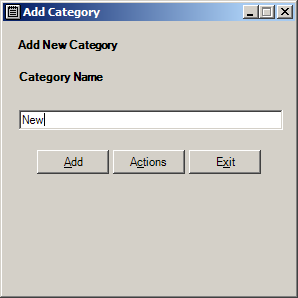 Add Category
Add New Category
Category Name
New
Add Actions Exit